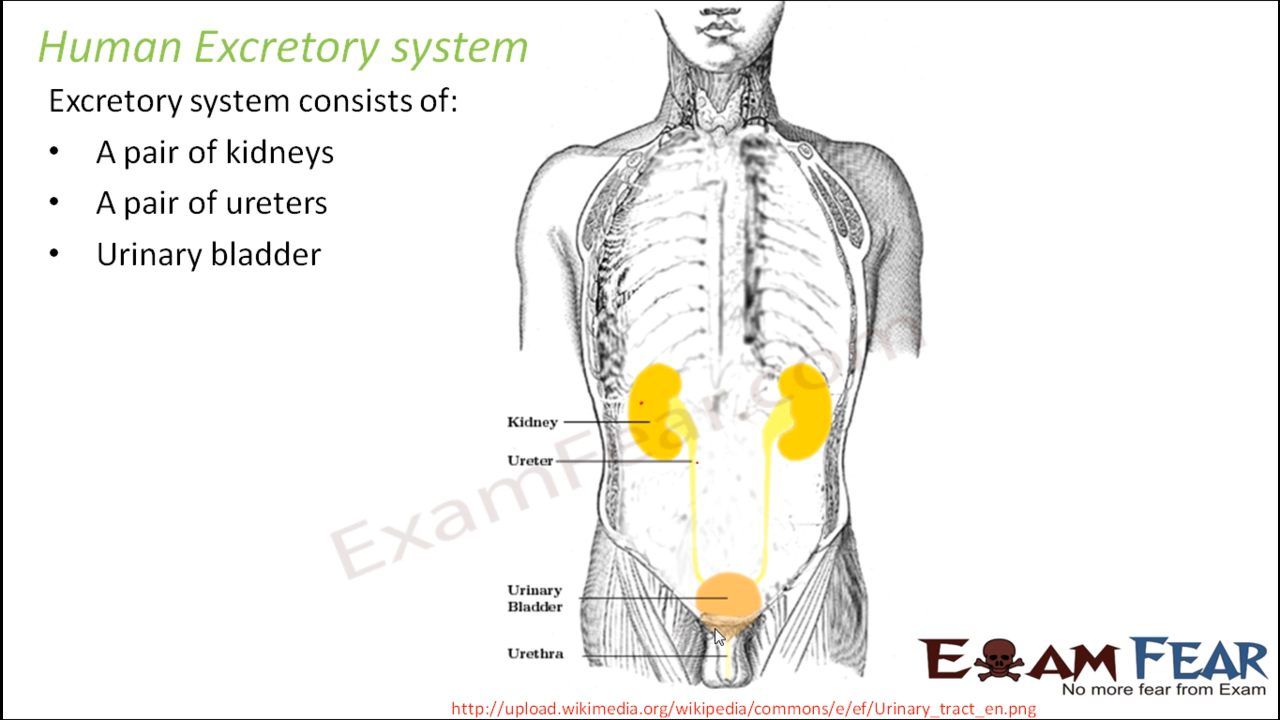 Human Excretory system
Excretory system consists of:
• A pair of kidneys
• A pair of ureters
• Urinary bladder
Kidney
Ureter
Urinary
Bladder
Urethra
ExamFear.com
EXAM FEAR
No more fear from Exam
http://upload.wikimedia.org/wikipedia/commons/e/ef/Urinary_tract_en.png